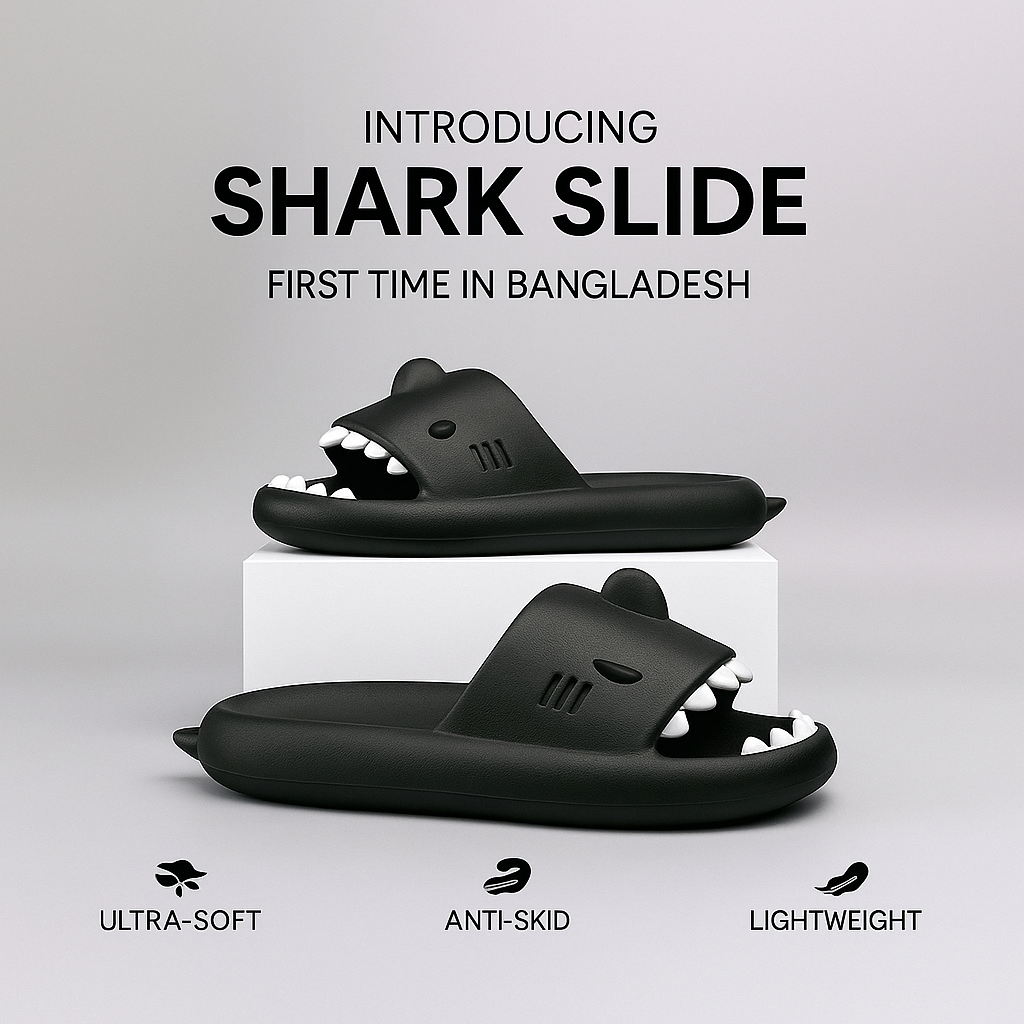 INTRODUCING
SHARK SLIDE
FIRST TIME IN BANGLADESH
ULTRA-SOFT
ANTI-SKID
LIGHTWEIGHT